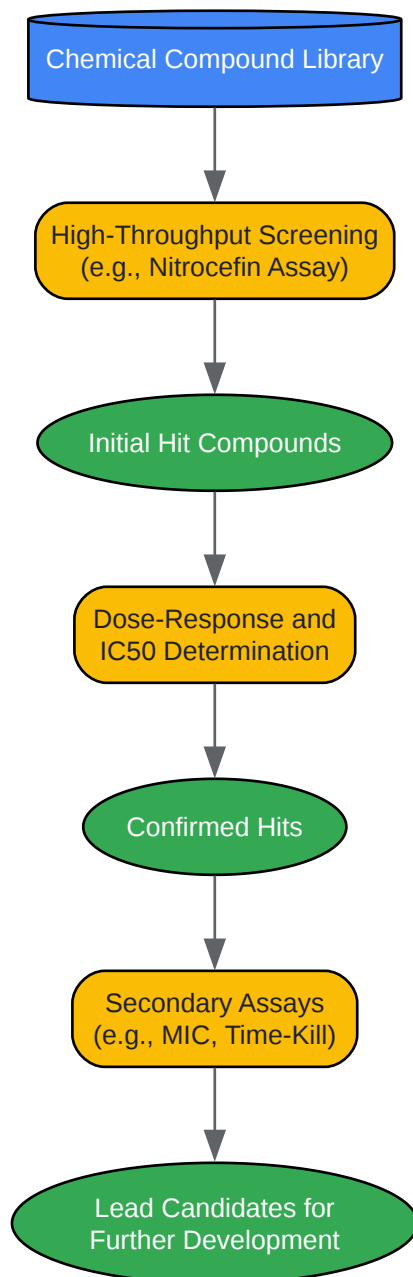 Chemical Compound Library
High-Throughput Screening
(e.g., Nitrocefin Assay)
Initial Hit Compounds
Dose-Response and
IC50 Determination
Confirmed Hits
Secondary Assays
(e.g., MIC, Time-Kill)
Lead Candidates for
Further Development